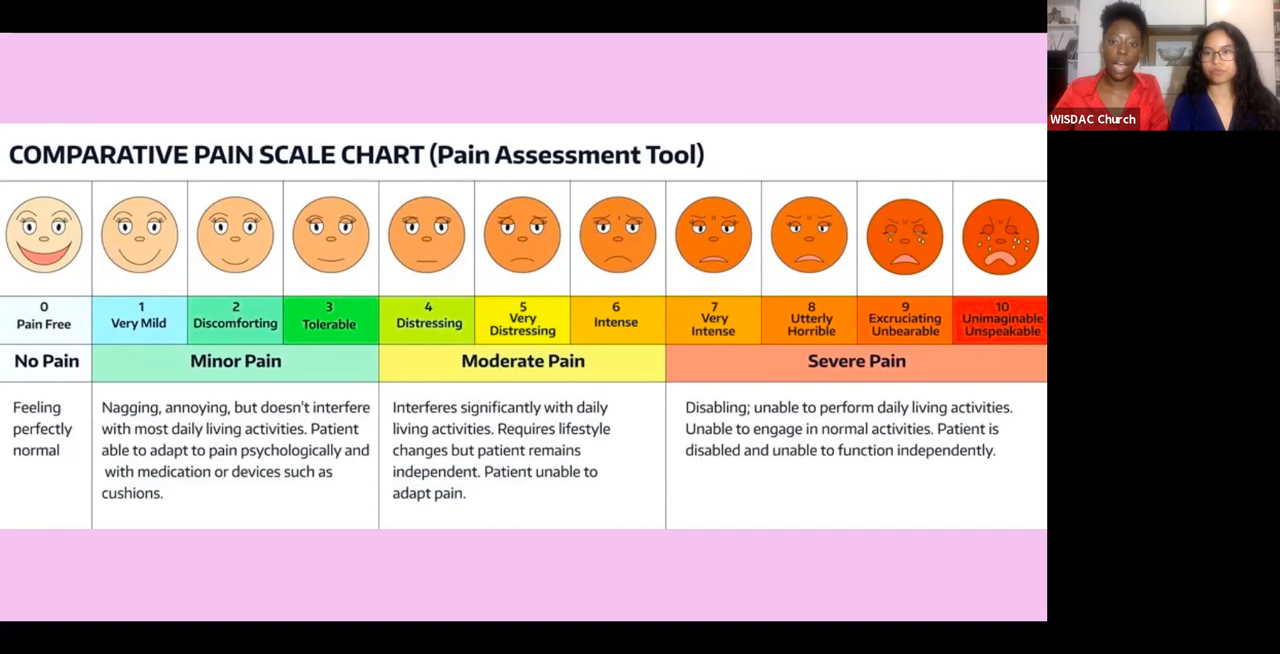 WISDAC Church
COMPARATIVE PAIN SCALE CHART (Pain Assessment Tool)
0
Pain Free
1
Very Mild
2
Discomforting
3
Tolerable
4
Distressing
5
Very
Distressing
6
Intense
7
Very
Intense
8
Utterly
Horrible
9
Excruciating
Unbearable
10
Unimaginable
Unspeakable
No Pain
Minor Pain
Moderate Pain
Severe Pain
Feeling
perfectly
normal
Nagging, annoying, but doesn't interfere
with most daily living activities. Patient
able to adapt to pain psychologically and
with medication or devices such as
cushions.
Interferes significantly with daily
living activities. Requires lifestyle
changes but patient remains
independent. Patient unable to
adapt pain.
Disabling; unable to perform daily living activities.
Unable to engage in normal activities. Patient is
disabled and unable to function independently.